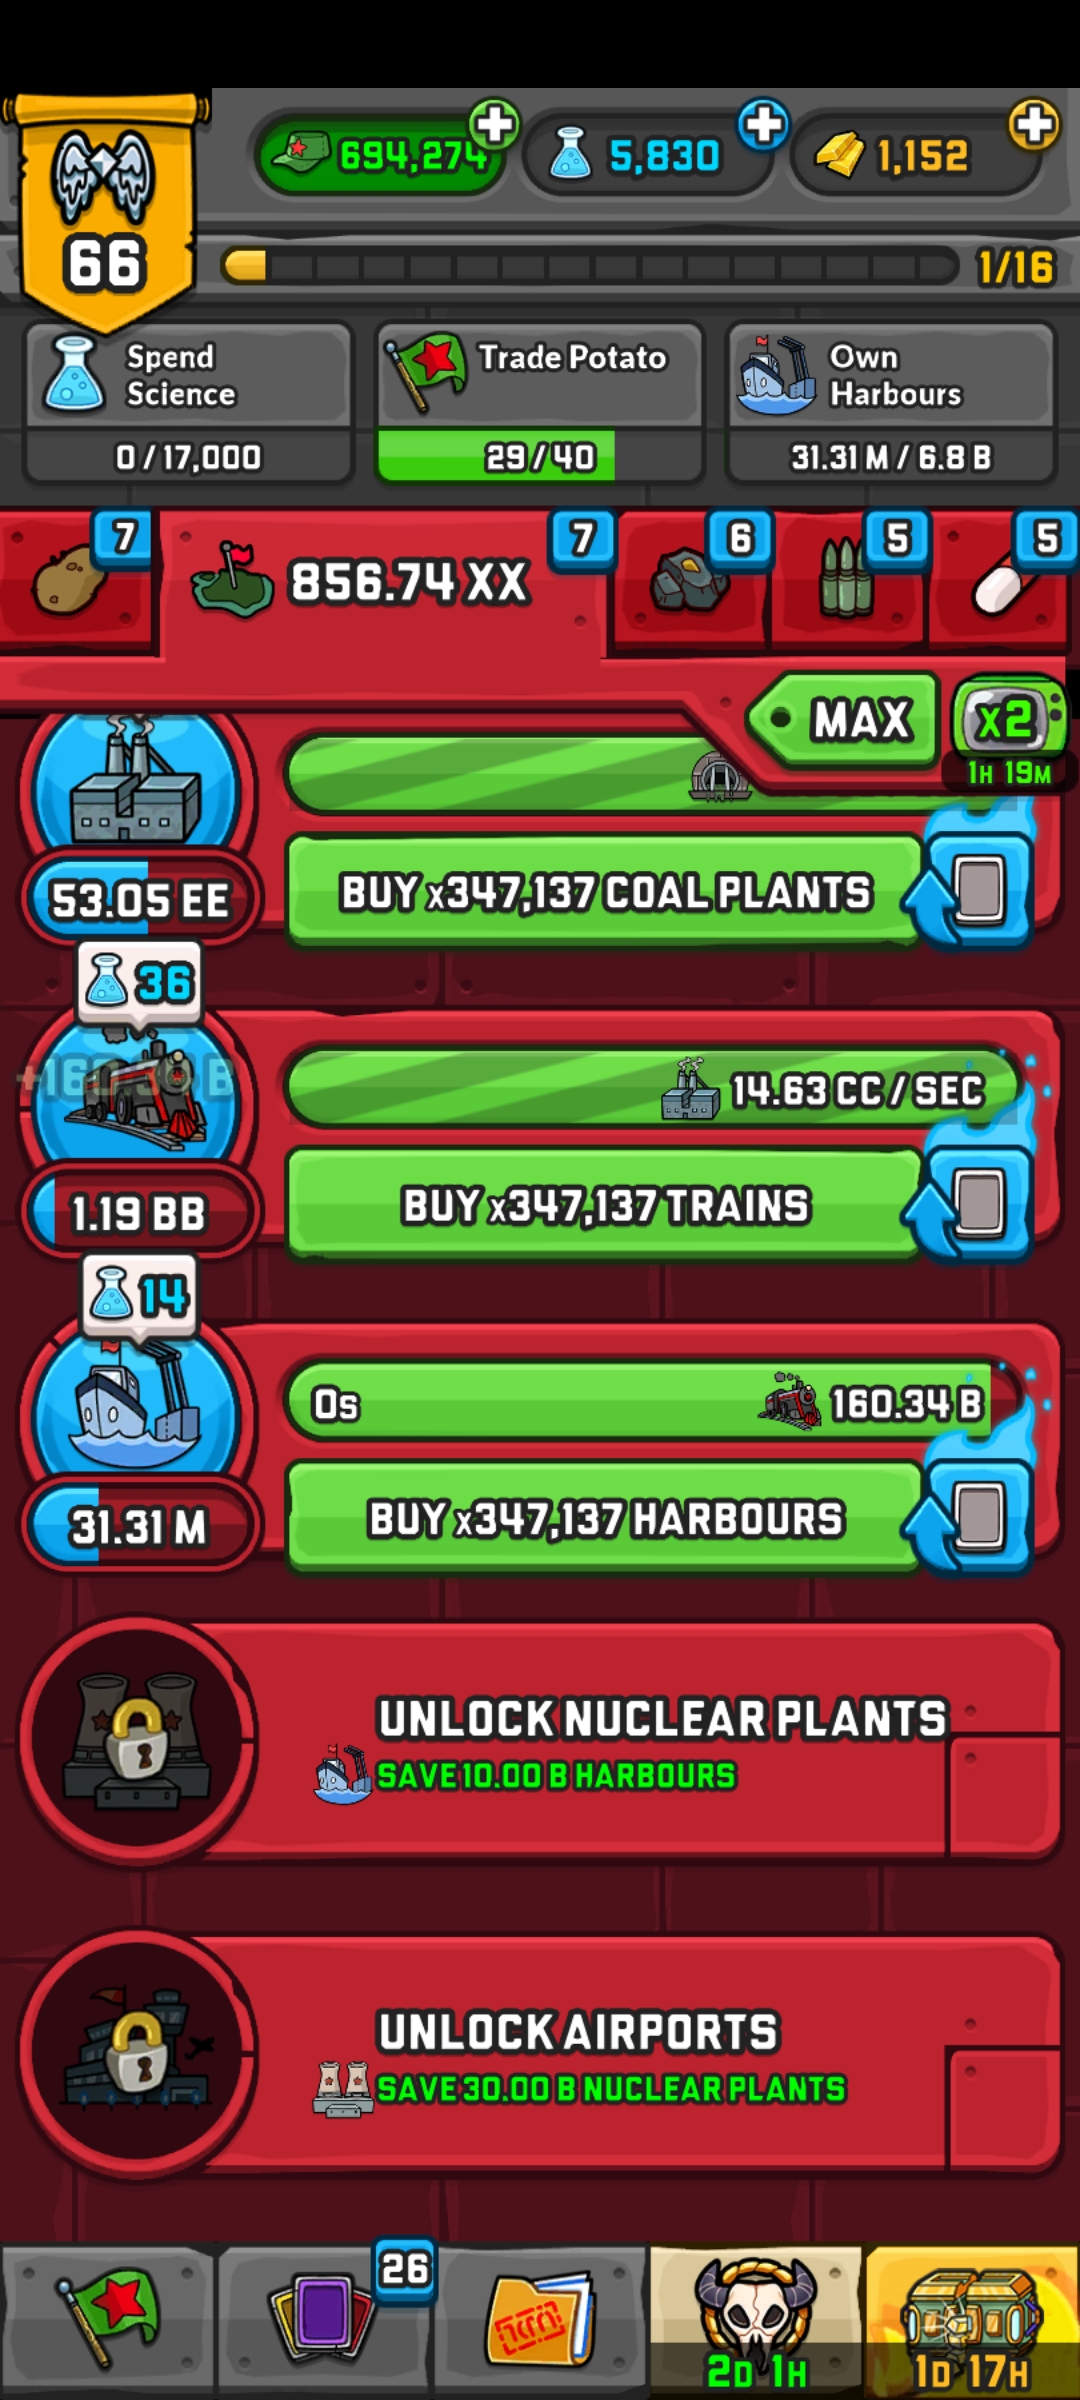 694,274
5,830
1,152
66
1/16
Spend
Science
0/17,000
Trade Potato
29/40
Own
Harbours
31.31 M / 6.8 B
7
856.74 XX
7
6
5
5
MAX
x2
1H 19M
53.05 EE
BUY x347,137 COAL PLANTS
36
+160.34 B
14.63 CC / SEC
1.19 BB
BUY x347,137 TRAINS
14
0s
160.34 B
31.31 M
BUY x347,137 HARBOURS
UNLOCK NUCLEAR PLANTS
SAVE 10.00 B HARBOURS
UNLOCK AIRPORTS
SAVE 30.00 B NUCLEAR PLANTS
26
2D 1H
1D 17H